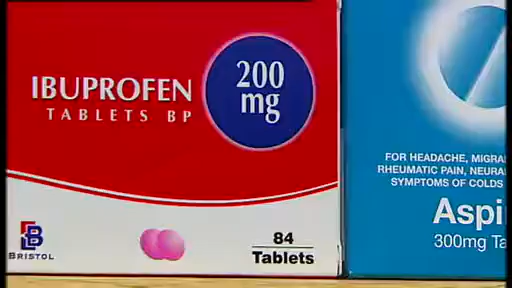 IBUPROFEN
TABLETS BP
200
mg
84
Tablets
BRISTOL
FOR HEADACHE, MIGRA
RHEUMATIC PAIN, NEURA
SYMPTOMS OF COLDS
Aspi
300mg Ta